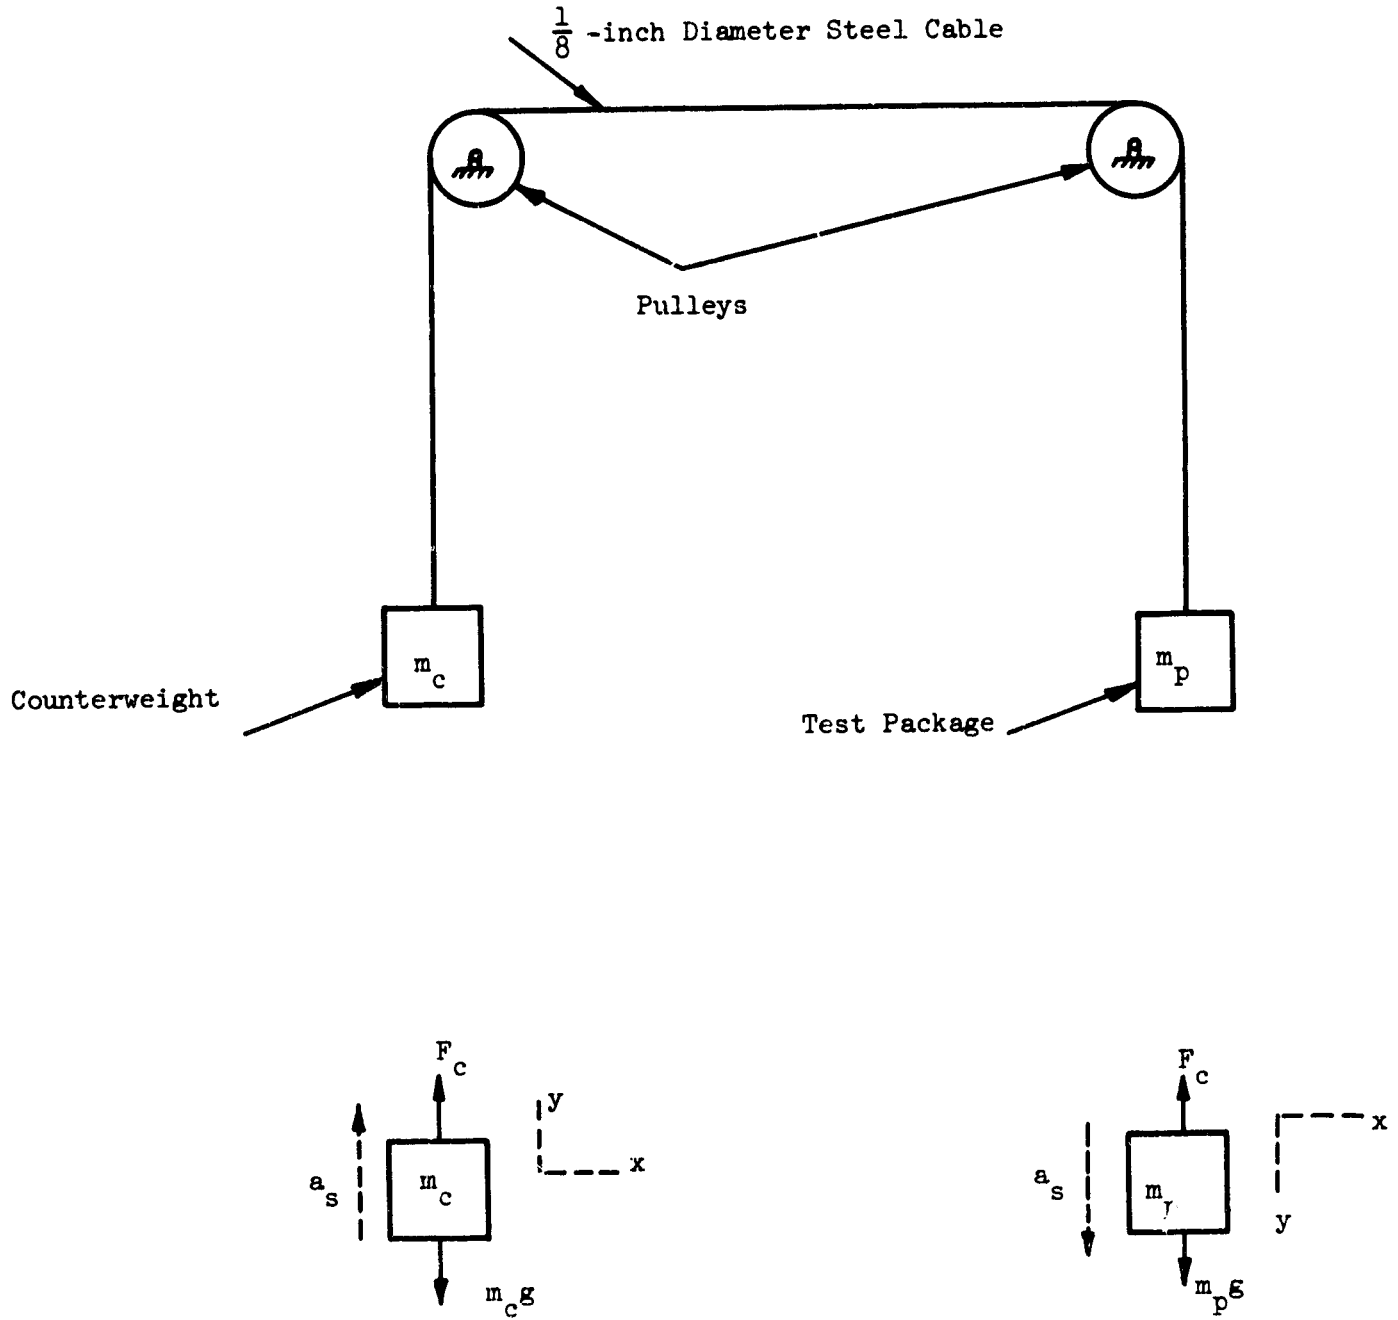 1/8 -inch Diameter Steel Cable
Pulleys
m_c
m_p
Counterweight
Test Package
F_c
F_c
y
x
x
a_s
m_c
a_s
y
m_c g
m_p g